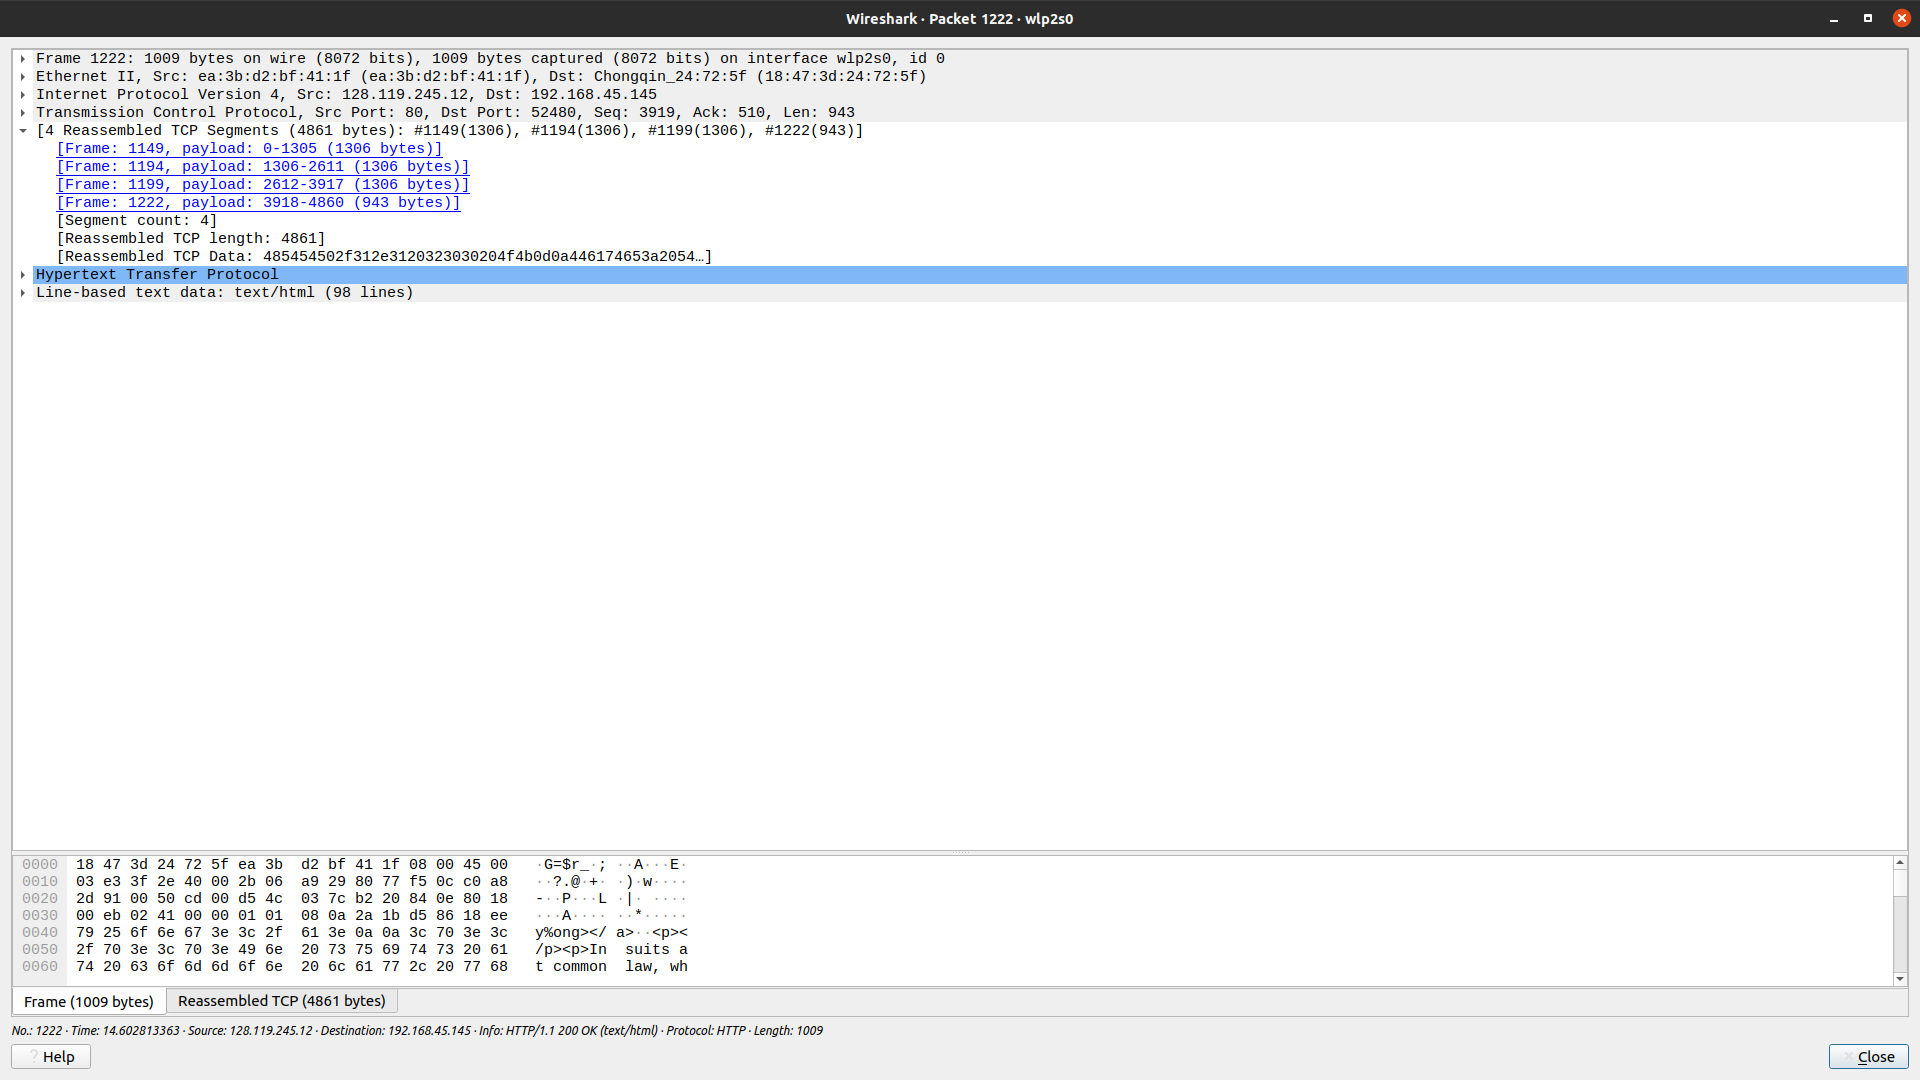 Wireshark · Packet 1222 · wlp2s0
Frame 1222: 1009 bytes on wire (8072 bits), 1009 bytes captured (8072 bits) on interface wlp2s0, id 0
Ethernet II, Src: ea:3b:d2:bf:41:1f (ea:3b:d2:bf:41:1f), Dst: Chongqin_24:72:5f (18:47:3d:24:72:5f)
Internet Protocol Version 4, Src: 128.119.245.12, Dst: 192.168.45.145
Transmission Control Protocol, Src Port: 80, Dst Port: 52480, Seq: 3919, Ack: 510, Len: 943
[4 Reassembled TCP Segments (4861 bytes): #1149(1306), #1194(1306), #1199(1306), #1222(943)]
[Frame: 1149, payload: 0-1305 (1306 bytes)]
[Frame: 1194, payload: 1306-2611 (1306 bytes)]
[Frame: 1199, payload: 2612-3917 (1306 bytes)]
[Frame: 1222, payload: 3918-4860 (943 bytes)]
[Segment count: 4]
[Reassembled TCP length: 4861]
[Reassembled TCP Data: 485454502f312e3120323030204f4b0d0a446174653a2054…]
Hypertext Transfer Protocol
Line-based text data: text/html (98 lines)
0000 18 47 3d 24 72 5f ea 3b d2 bf 41 1f 08 00 45 00 ·G=$r_·; ··A···E·
0010 03 e3 3f 2e 40 00 2b 06 a9 29 80 77 f5 0c c0 a8 ··?.@·+· ·)·w····
0020 2d 91 00 50 cd 00 d5 4c 03 7c b2 20 84 0e 80 18 -··P···L ·|· ····
0030 00 eb 02 41 00 00 01 01 08 0a 2a 1b d5 86 18 ee ···A···· ··*·····
0040 79 25 6f 6e 67 3e 3c 2f 61 3e 0a 0a 3c 70 3e 3c y%ong></ a>··<p><
0050 2f 70 3e 3c 70 3e 49 6e 20 73 75 69 74 73 20 61 /p><p>In suits a
0060 74 20 63 6f 6d 6d 6f 6e 20 6c 61 77 2c 20 77 68 t common law, wh
Frame (1009 bytes) Reassembled TCP (4861 bytes)
No.: 1222 · Time: 14.602813363 · Source: 128.119.245.12 · Destination: 192.168.45.145 · Info: HTTP/1.1 200 OK (text/html) · Protocol: HTTP · Length: 1009
Help Close